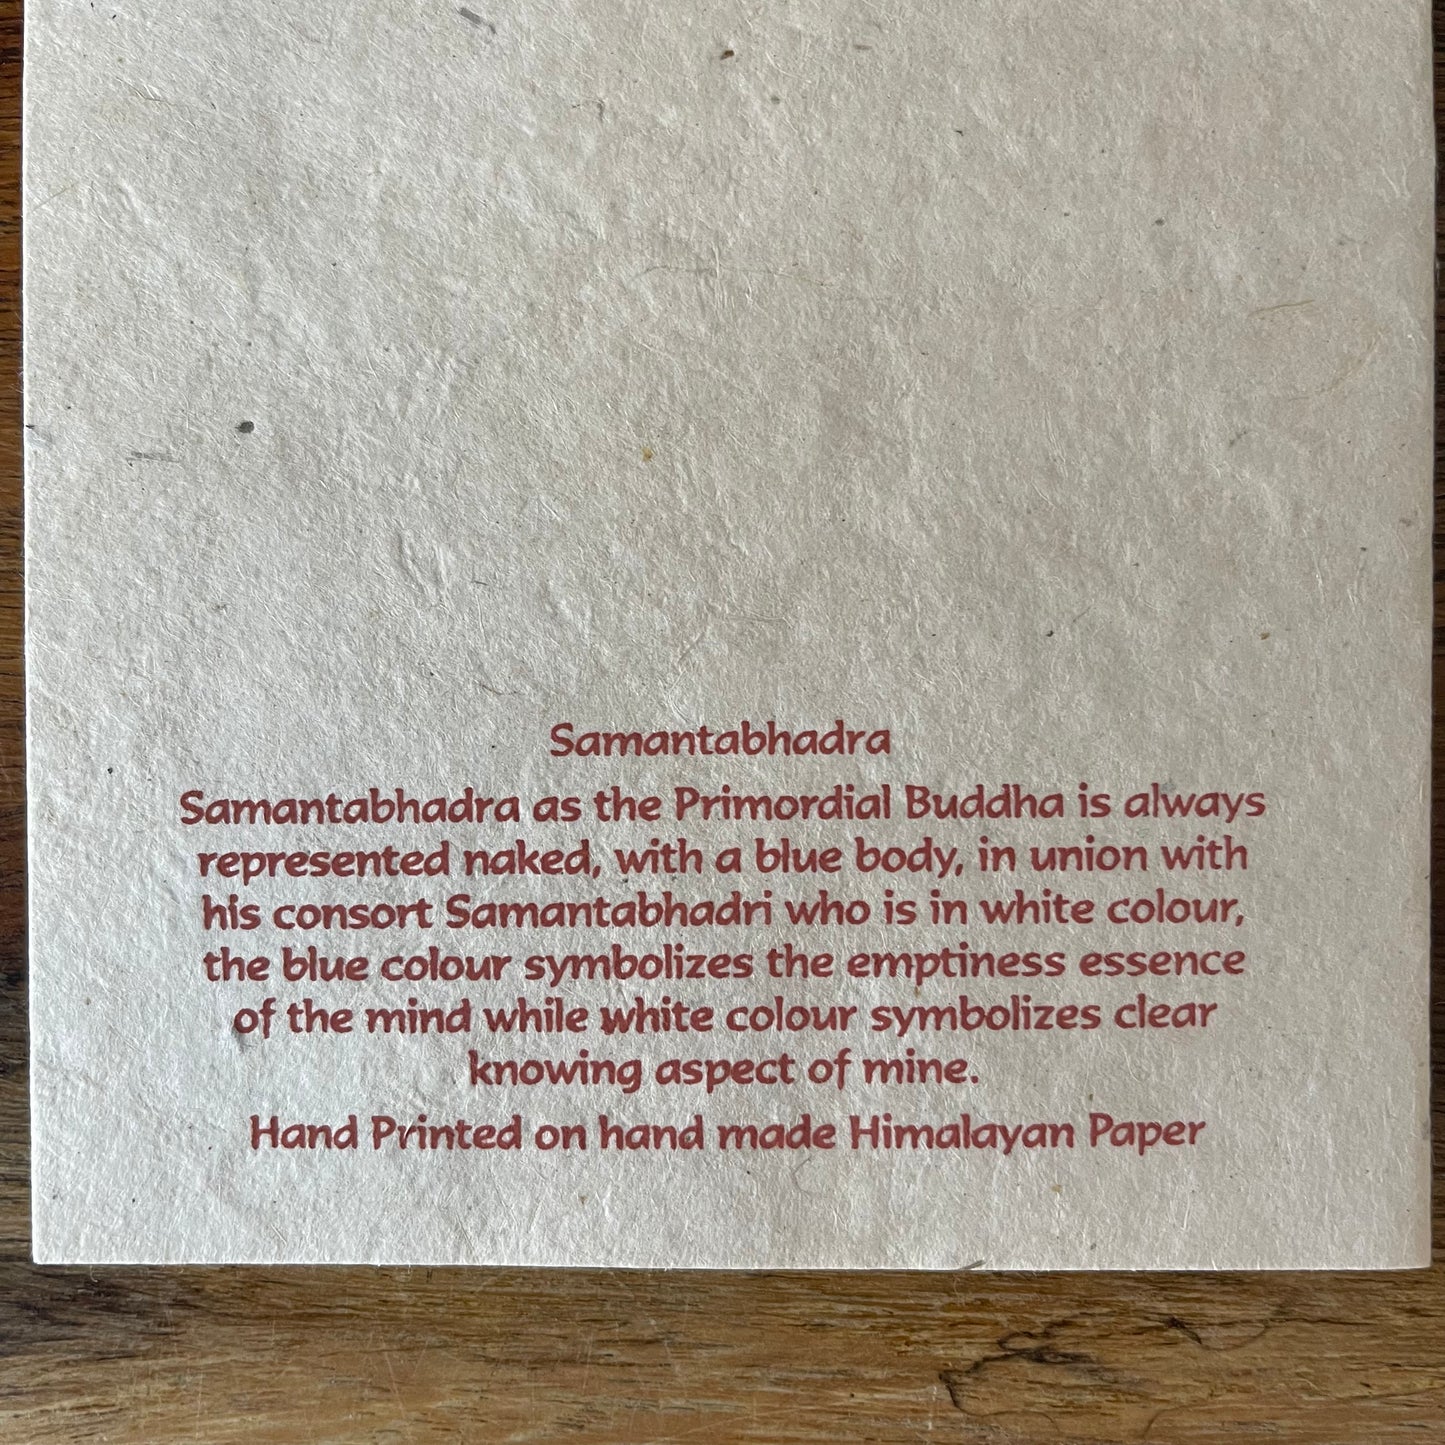 Samantabhadra
Samantabhadra as the Primordial Buddha is always
represented naked, with a blue body, in union with
his consort Samantabhadri who is in white colour,
the blue colour symbolizes the emptiness essence
of the mind while white colour symbolizes clear
knowing aspect of mine.
Hand Printed on hand made Himalayan Paper